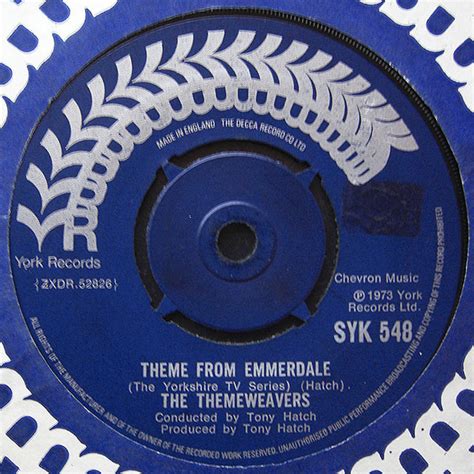 MADE IN ENGLAND THE DECCA RECORD CO LTD
YR
York Records
{ZXDR.52826}
Chevron Music
℗ 1973 York
Records Ltd.
SYK 548
THEME FROM EMMERDALE
(The Yorkshire TV Series) (Hatch)
THE THEMEWEAVERS
Conducted by Tony Hatch
Produced by Tony Hatch
ALL RIGHTS OF THE MANUFACTURER AND OF THE OWNER OF THE RECORDED WORK RESERVED. UNAUTHORISED PUBLIC PERFORMANCE BROADCASTING AND COPYING OF THIS RECORD PROHIBITED